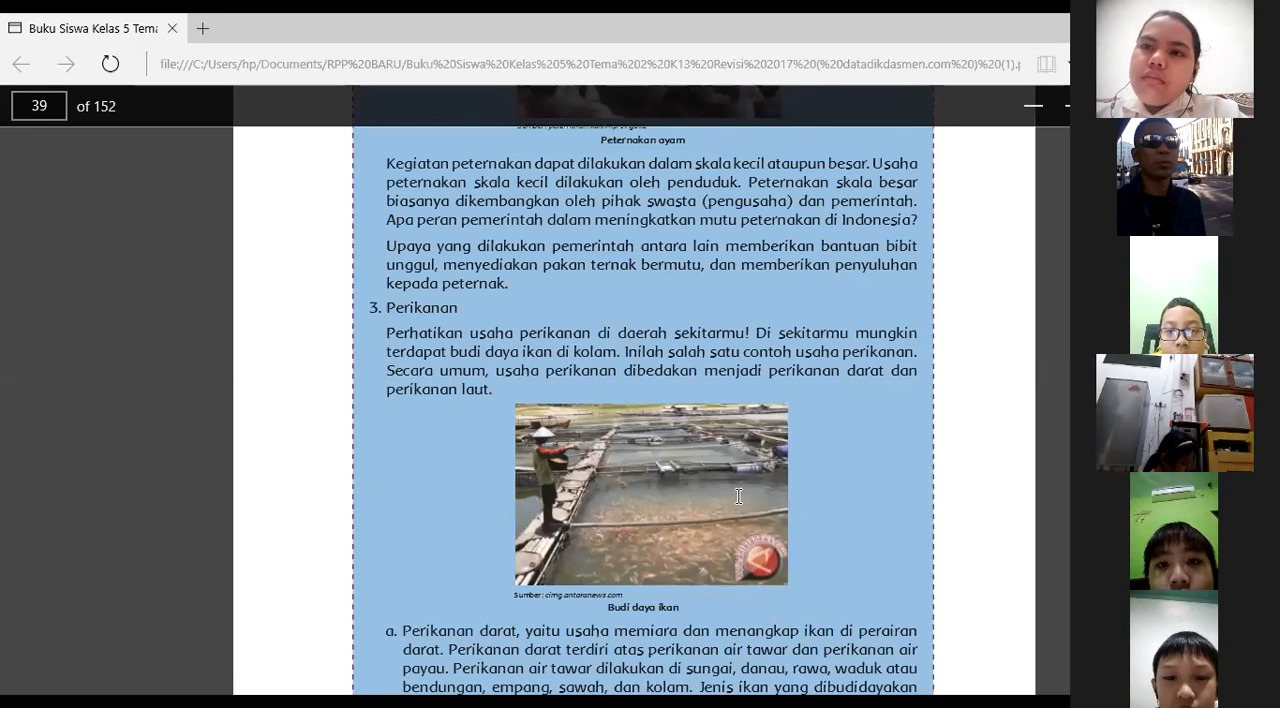 Buku Siswa Kelas 5 Tema
file:///C:/Users/hp/Documents/RPP%20BARU/Buku%20Siswa%20Kelas%205%20Tema%202%20K13%20Revisi%202017%20(%20datadikdasmen.com%20)%20(1).p
39 of 152
Peternakan ayam
Kegiatan peternakan dapat dilakukan dalam skala kecil ataupun besar. Usaha
peternakan skala kecil dilakukan oleh penduduk. Peternakan skala besar
biasanya dikembangkan oleh pihak swasta (pengusaha) dan pemerintah.
Apa peran pemerintah dalam meningkatkan mutu peternakan di Indonesia?
Upaya yang dilakukan pemerintah antara lain memberikan bantuan bibit
unggul, menyediakan pakan ternak bermutu, dan memberikan penyuluhan
kepada peternak.
3. Perikanan
Perhatikan usaha perikanan di daerah sekitarmu! Di sekitarmu mungkin
terdapat budi daya ikan di kolam. Inilah salah satu contoh usaha perikanan.
Secara umum, usaha perikanan dibedakan menjadi perikanan darat dan
perikanan laut.
Sumber: cimg.antaranews.com
Budi daya ikan
a. Perikanan darat, yaitu usaha memiara dan menangkap ikan di perairan
darat. Perikanan darat terdiri atas perikanan air tawar dan perikanan air
payau. Perikanan air tawar dilakukan di sungai, danau, rawa, waduk atau
bendungan, empang, sawah, dan kolam. Jenis ikan yang dibudidayakan